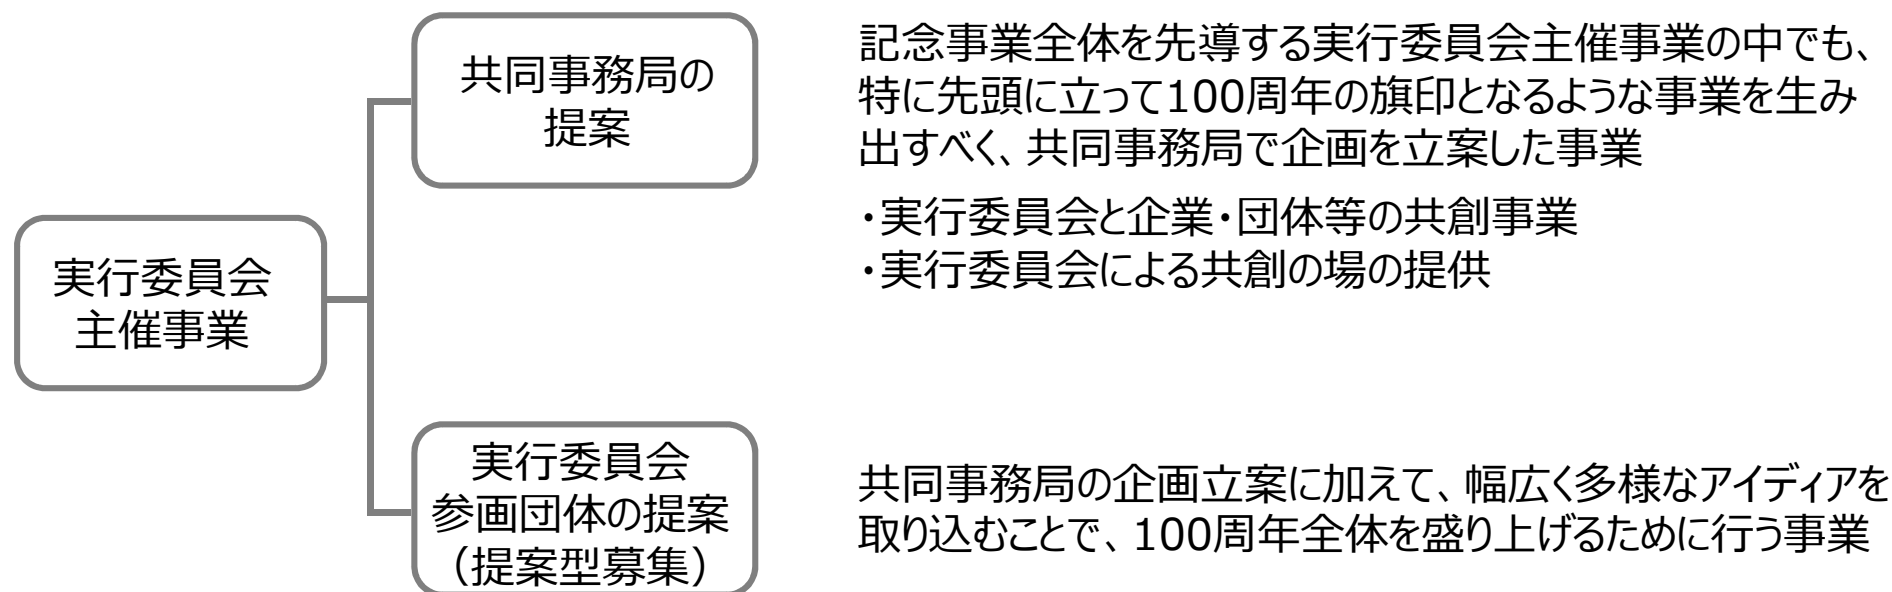 共同事務局の
提案
記念事業全体を先導する実行委員会主催事業の中でも、
特に先頭に立って100周年の旗印となるような事業を生み
出すべく、共同事務局で企画を立案した事業
・実行委員会と企業・団体等の共創事業
・実行委員会による共創の場の提供
実行委員会
主催事業
実行委員会
参画団体の提案
（提案型募集）
共同事務局の企画立案に加えて、幅広く多様なアイディアを
取り込むことで、100周年全体を盛り上げるために行う事業